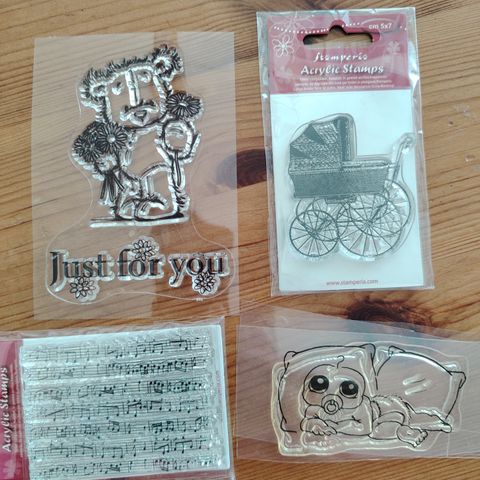 Stamperia
cm 5x7
Acrylic Stamps
Just for you
www.stamperia.com
Acrylic Stamps